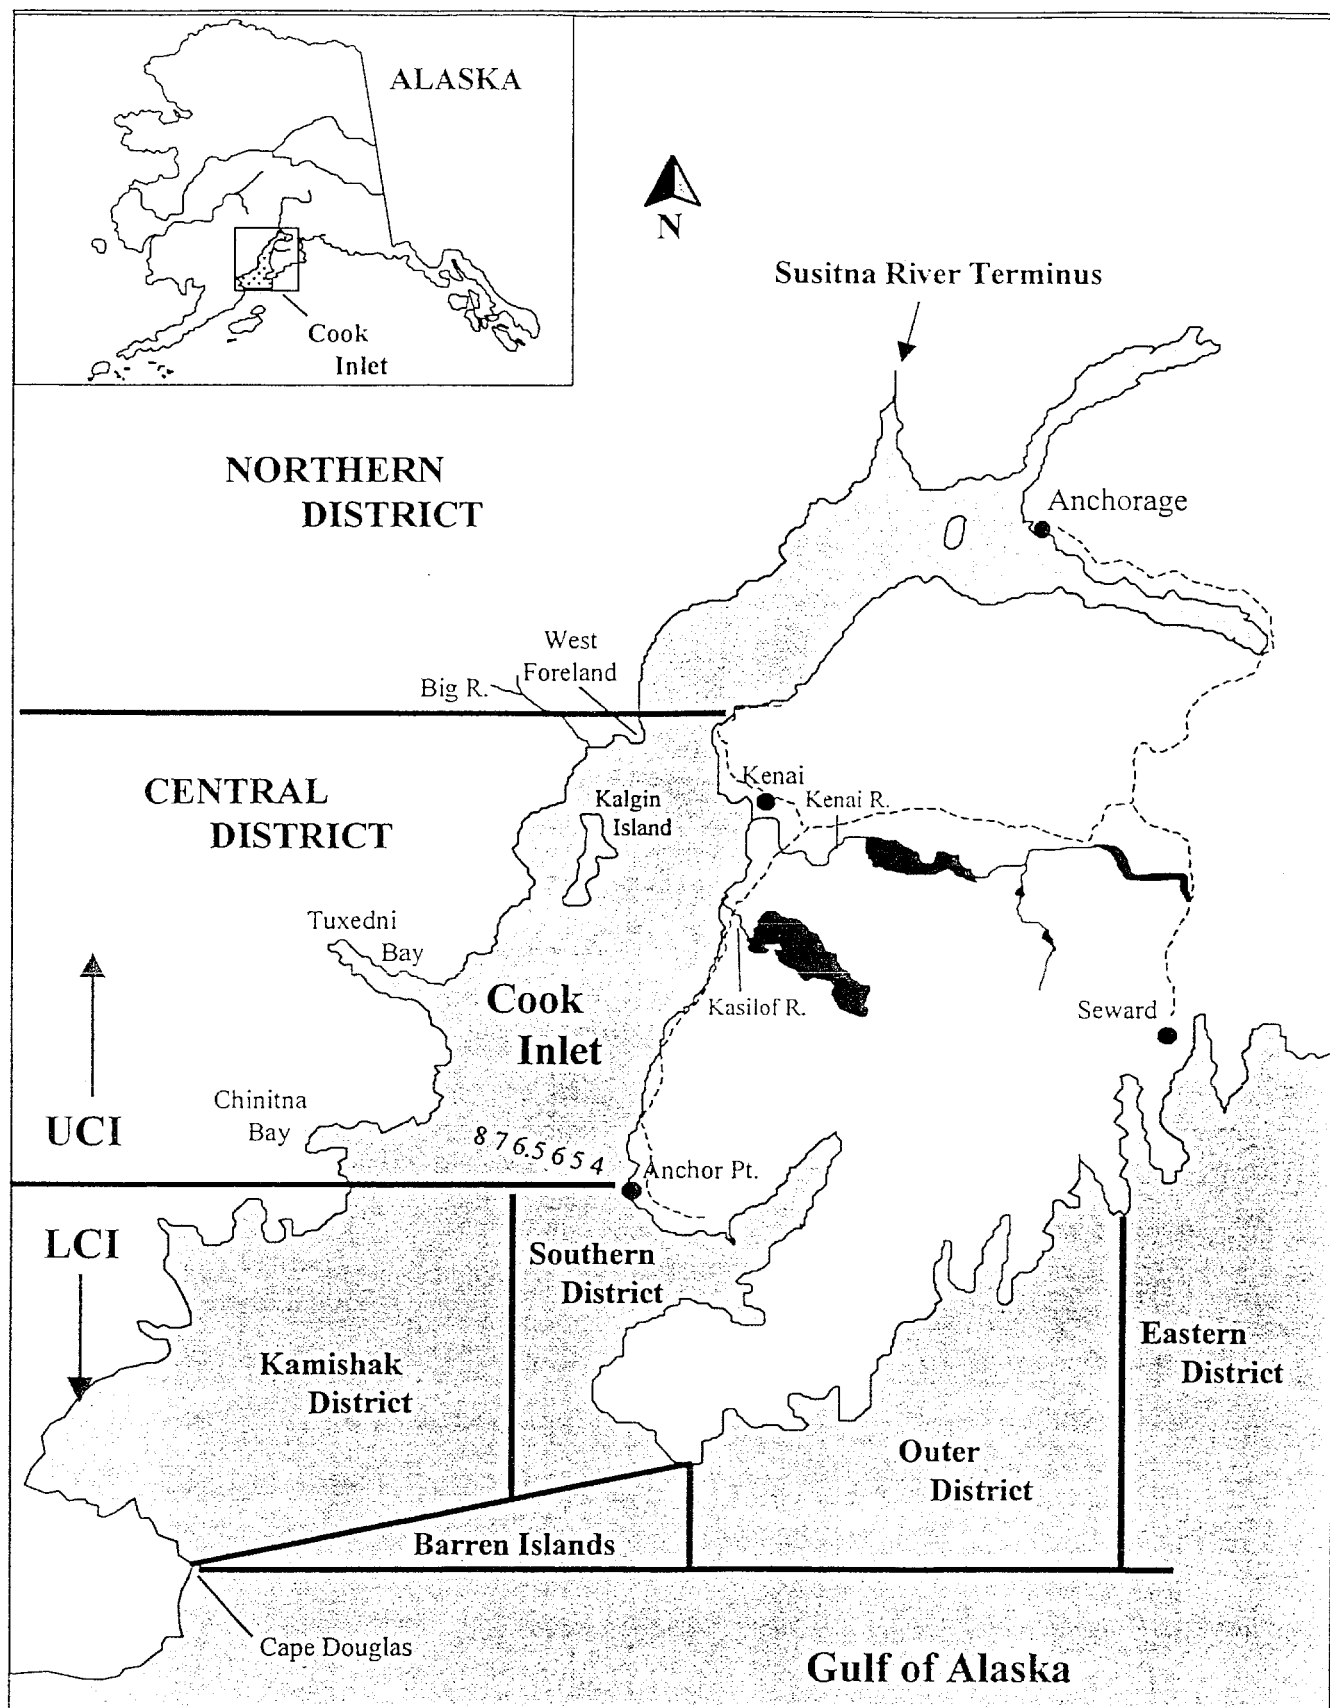 ALASKA
Cook
Inlet
N
Susitna River Terminus
NORTHERN
DISTRICT
Anchorage
West
Foreland
Big R.
CENTRAL
DISTRICT
Kenai
Kenai R.
Kalgin
Island
Tuxedni
Bay
Cook
Inlet
Kasilof R.
Seward
Chinitna
Bay
UCI
8 7 6.5 6 5 4
Anchor Pt.
LCI
Southern
District
Eastern
District
Kamishak
District
Outer
District
Barren Islands
Cape Douglas
Gulf of Alaska